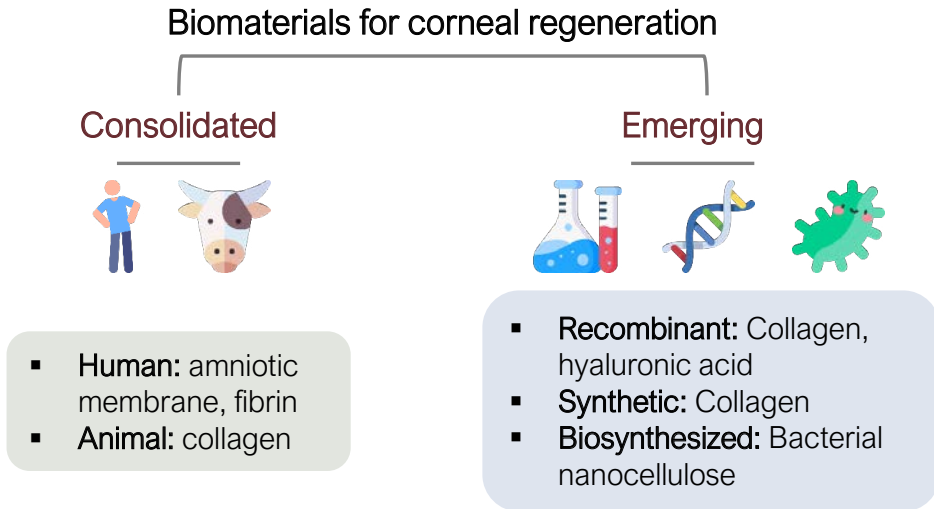 Biomaterials for corneal regeneration
Consolidated
Emerging
▪ Human: amniotic
membrane, fibrin
▪ Animal: collagen
▪ Recombinant: Collagen,
hyaluronic acid
▪ Synthetic: Collagen
▪ Biosynthesized: Bacterial
nanocellulose